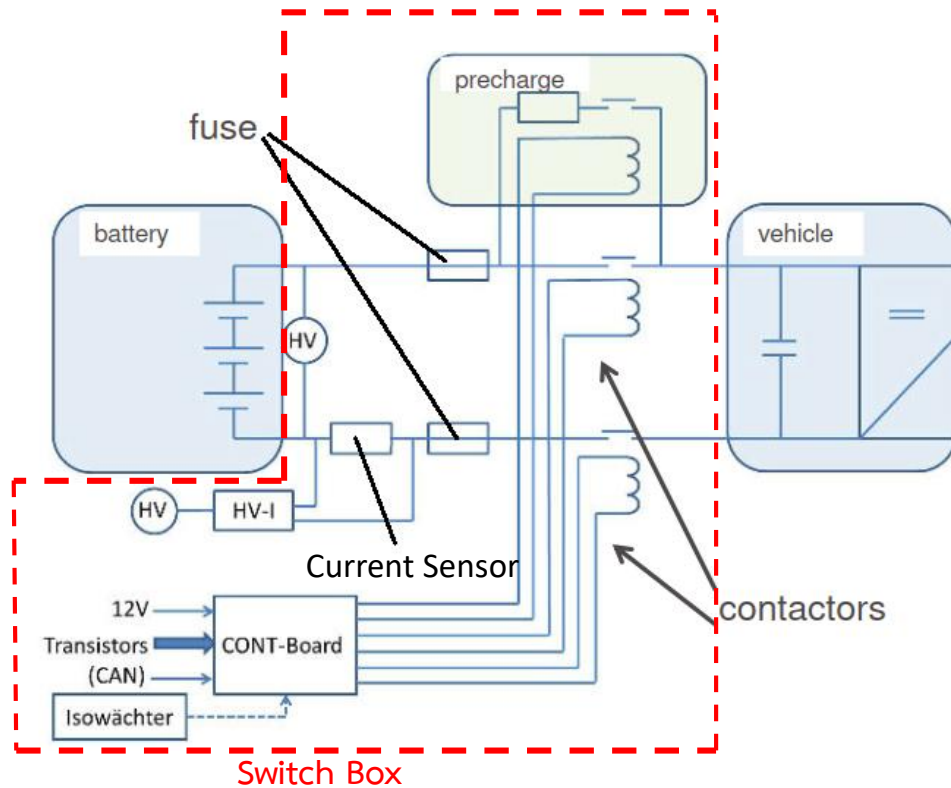 precharge
fuse
battery
vehicle
HV
HV
HV-I
Current Sensor
contactors
12V
Transistors
(CAN)
CONT-Board
Isowächter
Switch Box